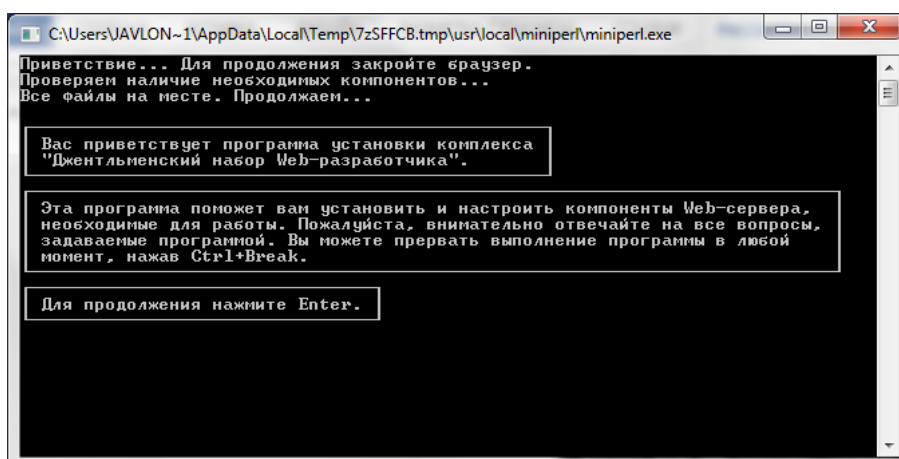 C:\Users\JAVLON~1\AppData\Local\Temp\7zSFFCB.tmp\usr\local\miniperl\miniperl.exe
Приветствие... Для продолжения закройте браузер.
Проверяем наличие необходимых компонентов...
Все файлы на месте. Продолжаем...
Вас приветствует программа установки комплекса
"Джентльменский набор Web-разработчика".
Эта программа поможет вам установить и настроить компоненты Web-сервера,
необходимые для работы. Пожалуйста, внимательно отвечайте на все вопросы,
задаваемые программой. Вы можете прервать выполнение программы в любой
момент, нажав Ctrl+Break.
Для продолжения нажмите Enter.